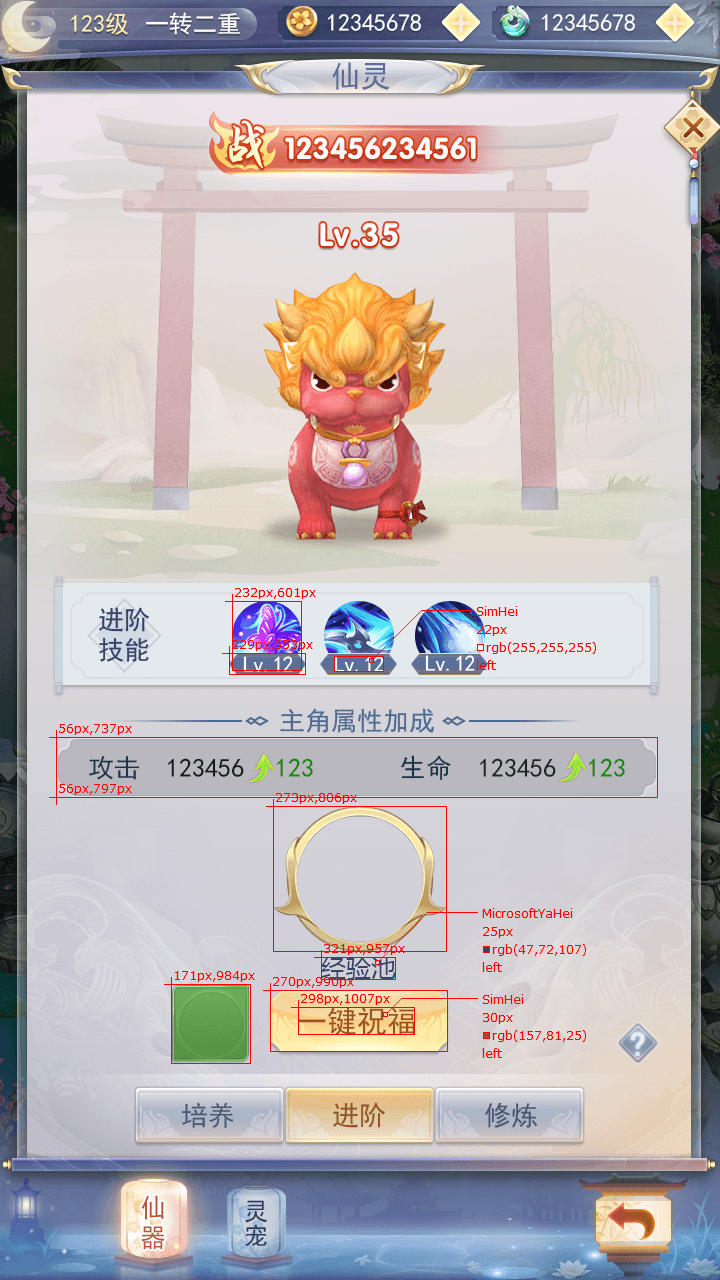 123级 一转二重 12345678 12345678
仙灵
战 123456234561
Lv.35
232px,601px
进阶
技能
SimHei
22px
rgb(255,255,255)
left
229px,653px
Lv. 12 Lv. 12 Lv. 12
主角属性加成
56px,737px
攻击 123456 123 生命 123456 123
56px,797px
273px,806px
MicrosoftYaHei
25px
rgb(47,72,107)
left
321px,957px
经验池
171px,984px
270px,990px
298px,1007px
一键祝福
SimHei
30px
rgb(157,81,25)
left
?
培养 进阶 修炼
仙器
灵宠